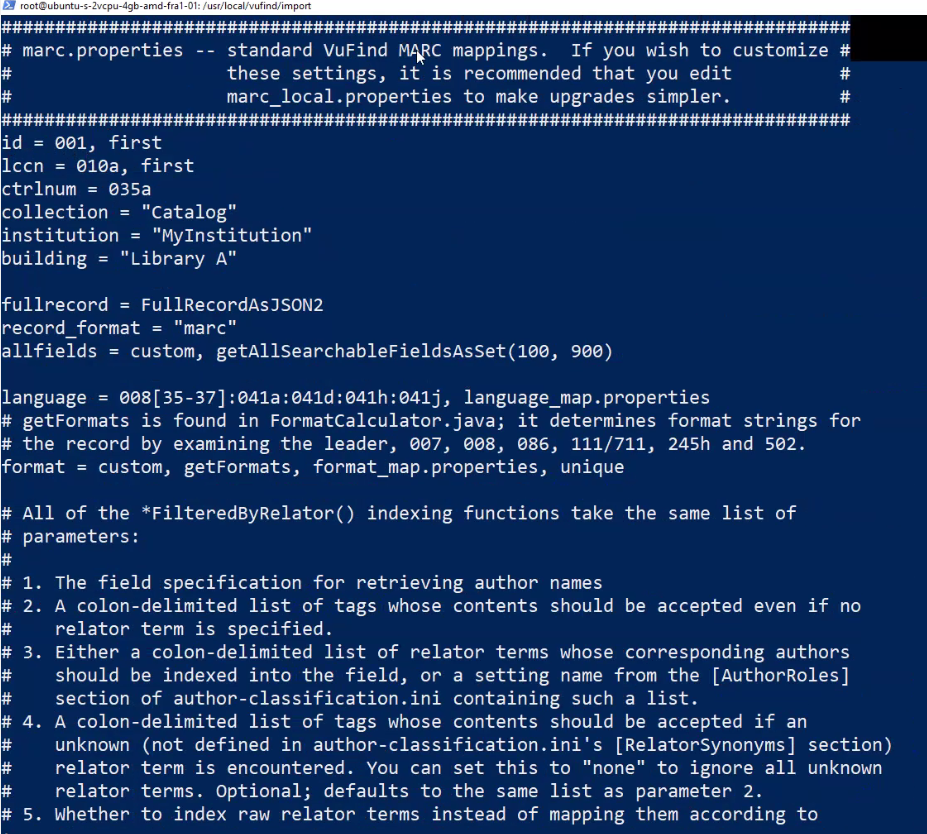 root@ubuntu-s-2vcpu-4gb-amd-fra1-01: /usr/local/vufind/import
###############################################################################
# marc.properties -- standard VuFind MARC mappings.  If you wish to customize #
#                    these settings, it is recommended that you edit          #
#                    marc_local.properties to make upgrades simpler.          #
###############################################################################
id = 001, first
lccn = 010a, first
ctrlnum = 035a
collection = "Catalog"
institution = "MyInstitution"
building = "Library A"

fullrecord = FullRecordAsJSON2
record_format = "marc"
allfields = custom, getAllSearchableFieldsAsSet(100, 900)

language = 008[35-37]:041a:041d:041h:041j, language_map.properties
# getFormats is found in FormatCalculator.java; it determines format strings for
# the record by examining the leader, 007, 008, 086, 111/711, 245h and 502.
format = custom, getFormats, format_map.properties, unique

# All of the *FilteredByRelator() indexing functions take the same list of
# parameters:
#
# 1. The field specification for retrieving author names
# 2. A colon-delimited list of tags whose contents should be accepted even if no
#    relator term is specified.
# 3. Either a colon-delimited list of relator terms whose corresponding authors
#    should be indexed into the field, or a setting name from the [AuthorRoles]
#    section of author-classification.ini containing such a list.
# 4. A colon-delimited list of tags whose contents should be accepted if an
#    unknown (not defined in author-classification.ini's [RelatorSynonyms] section)
#    relator term is encountered. You can set this to "none" to ignore all unknown
#    relator terms. Optional; defaults to the same list as parameter 2.
# 5. Whether to index raw relator terms instead of mapping them according to